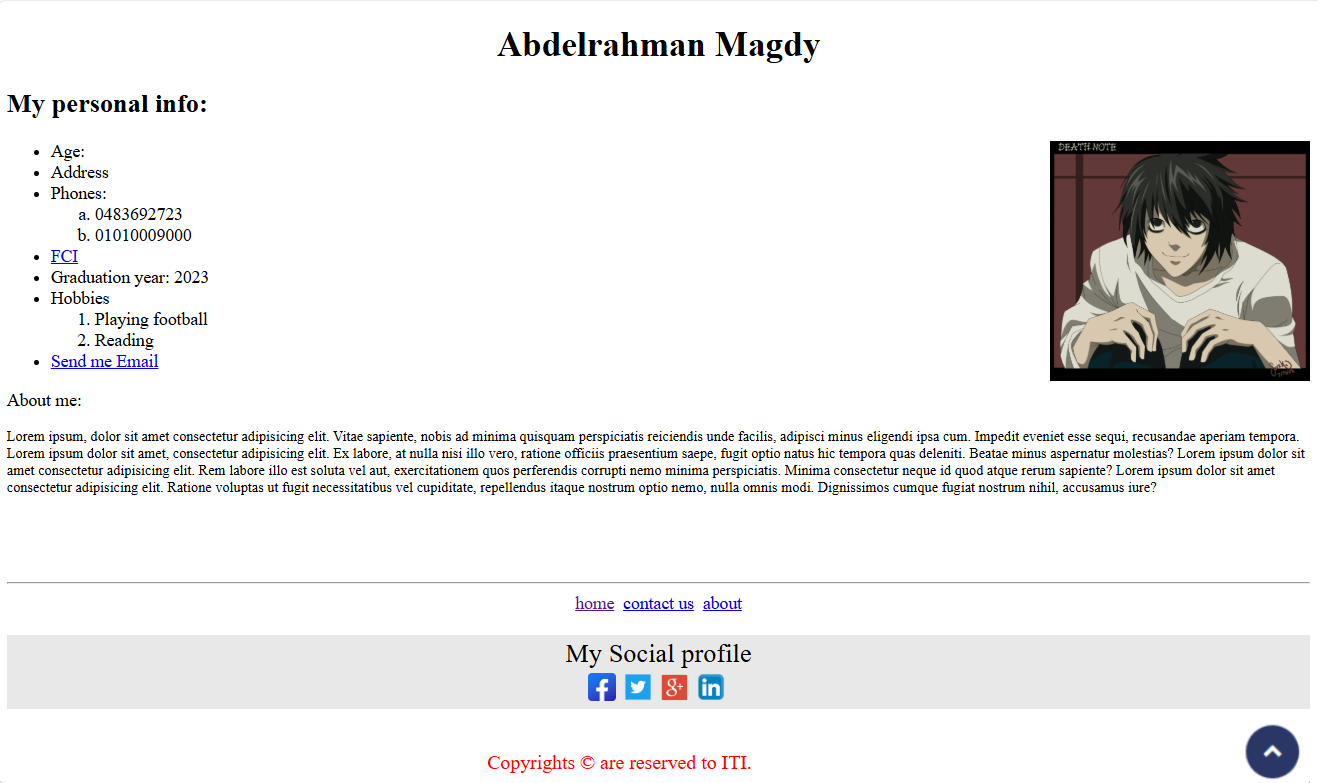 Abdelrahman Magdy
My personal info:
• Age:
• Address
• Phones:
a. 0483692723
b. 01010009000
• FCI
• Graduation year: 2023
• Hobbies
1. Playing football
2. Reading
• Send me Email
DEATH NOTE
About me:
Lorem ipsum, dolor sit amet consectetur adipisicing elit. Vitae sapiente, nobis ad minima quisquam perspiciatis reiciendis unde facilis, adipisci minus eligendi ipsa cum. Impedit eveniet esse sequi, recusandae aperiam tempora.
Lorem ipsum dolor sit amet, consectetur adipisicing elit. Ex labore, at nulla nisi illo vero, ratione officiis praesentium saepe, fugit optio natus hic tempora quas deleniti. Beatae minus aspernatur molestias? Lorem ipsum dolor sit
amet consectetur adipisicing elit. Rem labore illo est soluta vel aut, exercitationem quos perferendis corrupti nemo minima perspiciatis. Minima consectetur neque id quod atque rerum sapiente? Lorem ipsum dolor sit amet
consectetur adipisicing elit. Ratione voluptas ut fugit necessitatibus vel cupiditate, repellendus itaque nostrum optio nemo, nulla omnis modi. Dignissimos cumque fugiat nostrum nihil, accusamus iure?
home contact us about
My Social profile
f g+ in
Copyrights © are reserved to ITI.